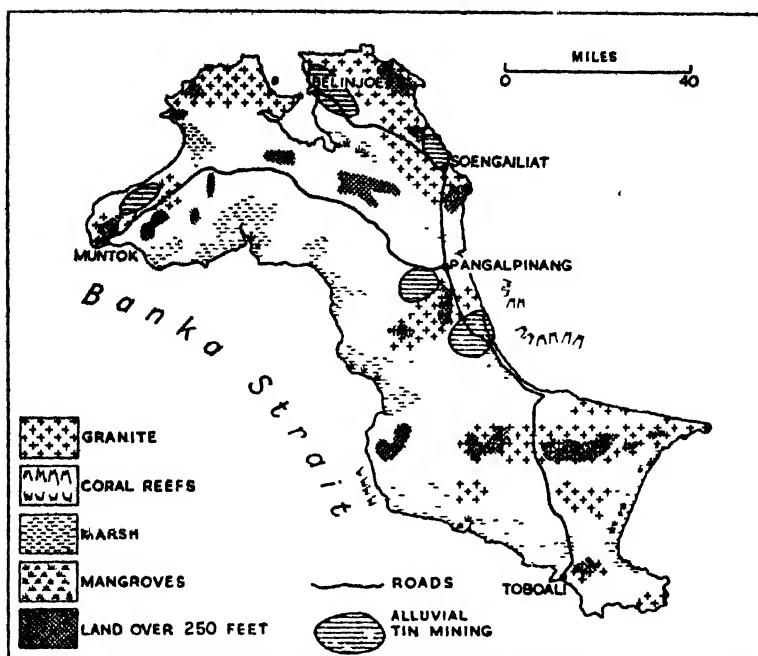 MILES
0 40
BELINJOE
SOENGAILIAT
MUNTOK
PANGALPINANG
Banka Strait
GRANITE
CORAL REEFS
MARSH
MANGROVES
LAND OVER 250 FEET
ROADS
ALLUVIAL
TIN MINING
TOBOALI